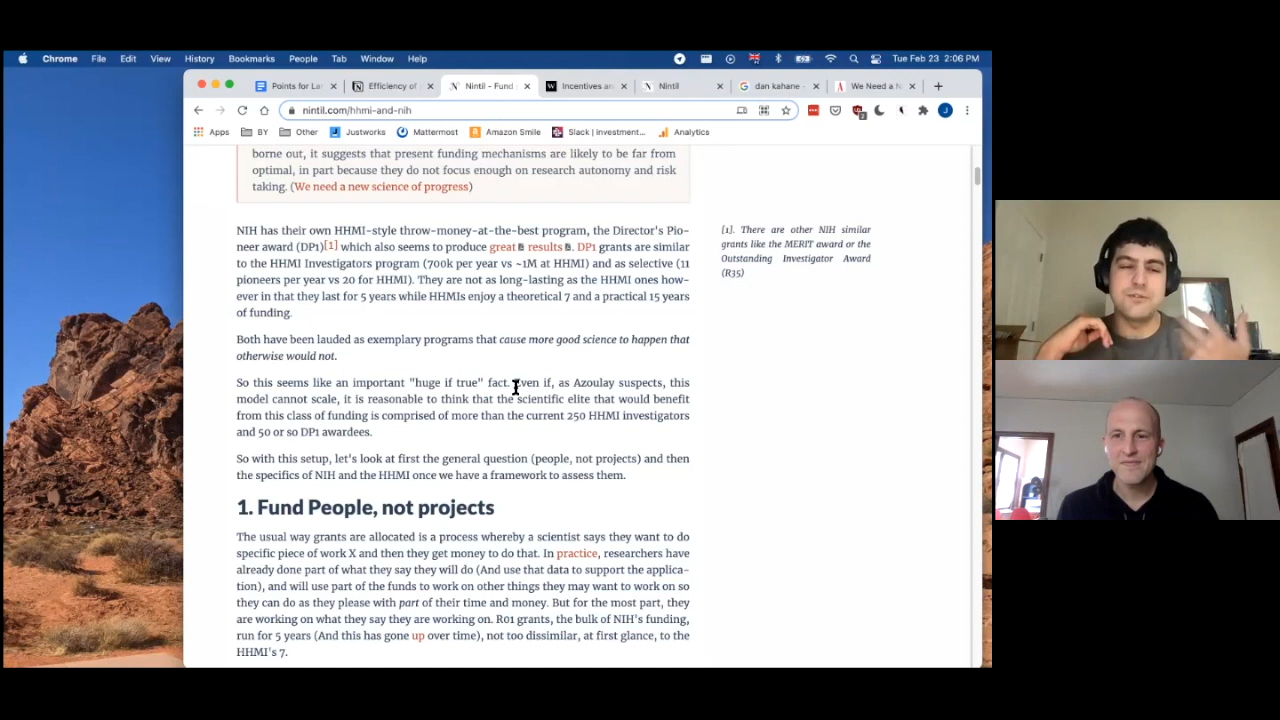 Chrome File Edit View History Bookmarks People Tab Window Help Tue Feb 23 2:06 PM
Points for La Efficiency of Nintil - Fund Incentives an Nintil dan kahane - We Need a N
nintil.com/hhmi-and-nih
Apps BY Other Justworks Mattermost Amazon Smile Slack | investment... Analytics
borne out, it suggests that present funding mechanisms are likely to be far from
optimal, in part because they do not focus enough on research autonomy and risk
taking. (We need a new science of progress)
NIH has their own HHMI-style throw-money-at-the-best program, the Director's Pio-
neer award (DP1)[1] which also seems to produce great results. DP1 grants are similar
to the HHMI Investigators program (700k per year vs ~1M at HHMI) and as selective (11
pioneers per year vs 20 for HHMI). They are not as long-lasting as the HHMI ones how-
ever in that they last for 5 years while HHMIs enjoy a theoretical 7 and a practical 15 years
of funding.
[1]. There are other NIH similar
grants like the MERIT award or the
Outstanding Investigator Award
(R35)
Both have been lauded as exemplary programs that cause more good science to happen that
otherwise would not.
So this seems like an important "huge if true" fact. Even if, as Azoulay suspects, this
model cannot scale, it is reasonable to think that the scientific elite that would benefit
from this class of funding is comprised of more than the current 250 HHMI investigators
and 50 or so DP1 awardees.
So with this setup, let's look at first the general question (people, not projects) and then
the specifics of NIH and the HHMI once we have a framework to assess them.
1. Fund People, not projects
The usual way grants are allocated is a process whereby a scientist says they want to do
specific piece of work X and then they get money to do that. In practice, researchers have
already done part of what they say they will do (And use that data to support the applica-
tion), and will use part of the funds to work on other things they may want to work on so
they can do as they please with part of their time and money. But for the most part, they
are working on what they say they are working on. R01 grants, the bulk of NIH's funding,
run for 5 years (And this has gone up over time), not too dissimilar, at first glance, to the
HHMI's 7.